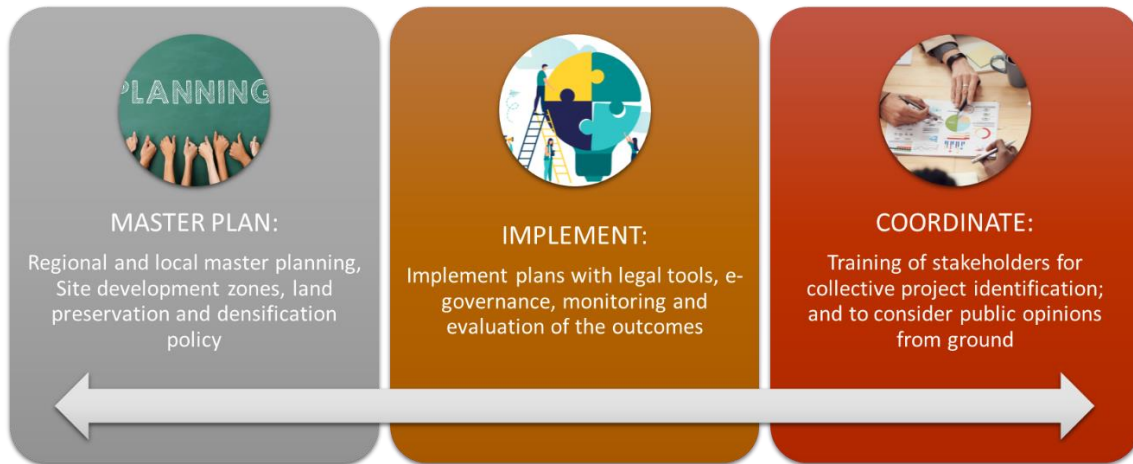 PLANNING
MASTER PLAN:
Regional and local master planning,
Site development zones, land
preservation and densification
policy
IMPLEMENT:
Implement plans with legal tools, e-
governance, monitoring and
evaluation of the outcomes
COORDINATE:
Training of stakeholders for
collective project identification;
and to consider public opinions
from ground